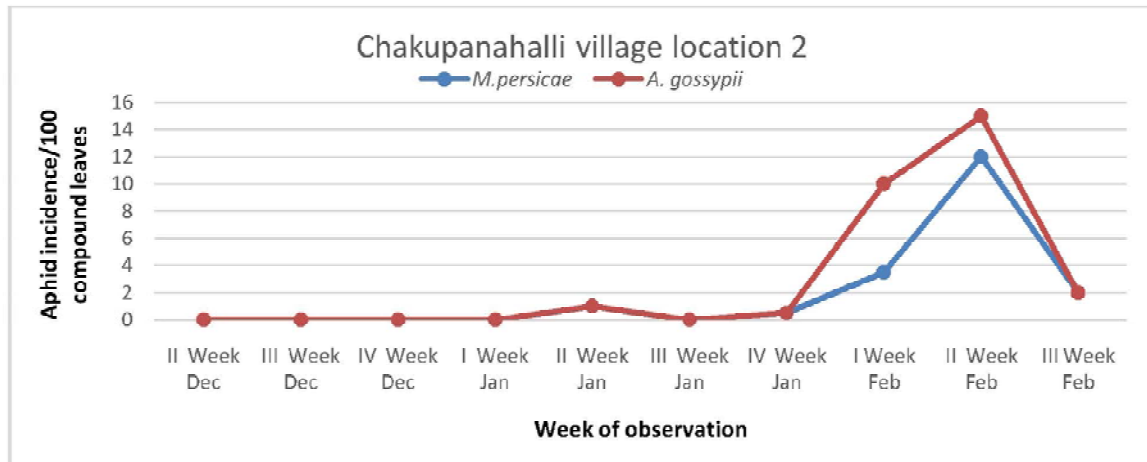 Chakupanahalli village location 2
M.persicae A. gossypii
Aphid incidence/100
compound leaves
16
14
12
10
8
6
4
2
0
II Week III Week IV Week I Week II Week III Week IV Week I Week II Week III Week
Dec Dec Dec Jan Jan Jan Jan Feb Feb Feb
Week of observation